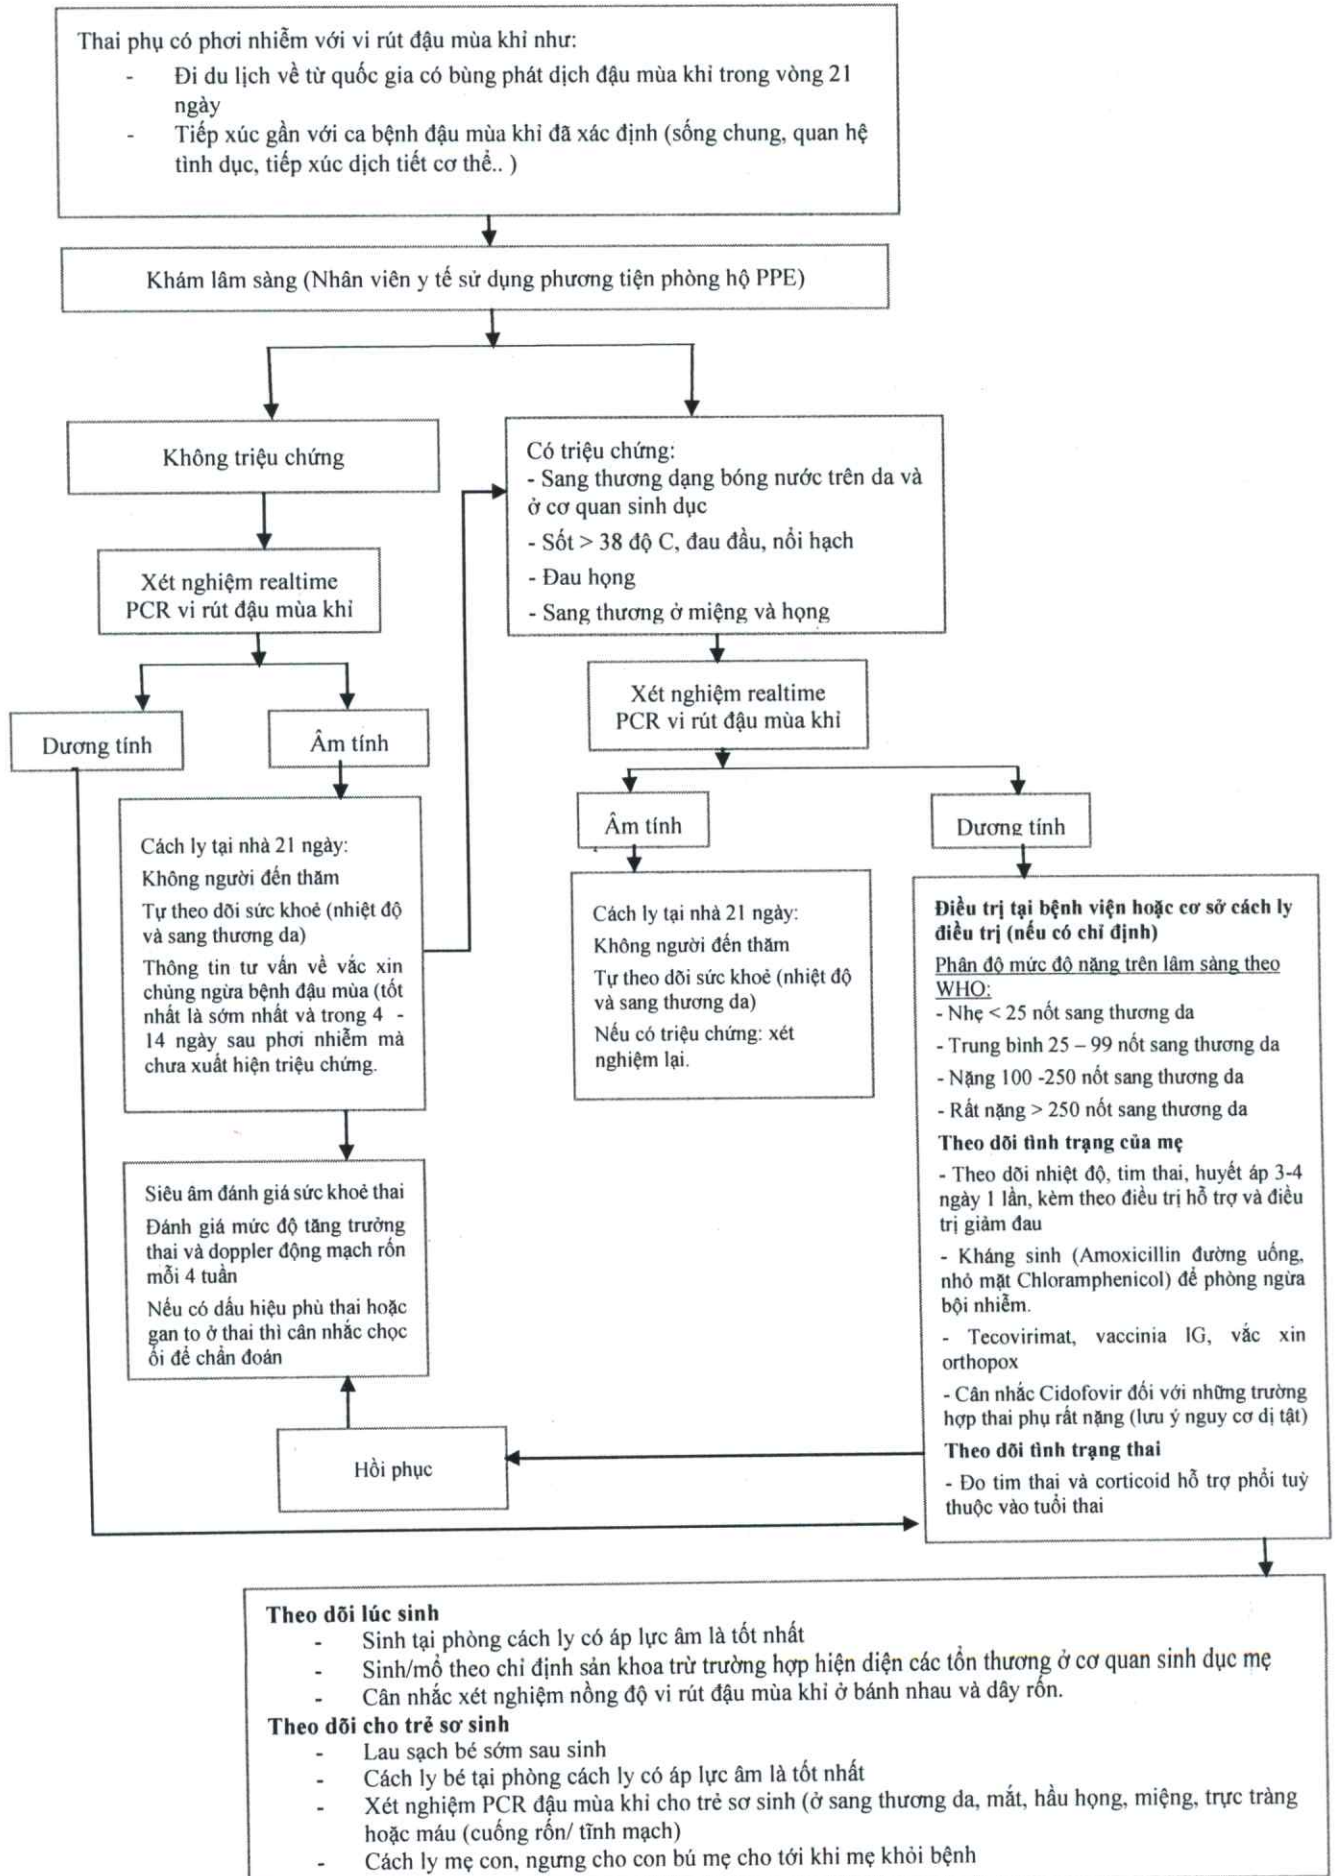 Thai phụ có phơi nhiễm với vi rút đậu mùa khỉ như:
- Đi du lịch về từ quốc gia có bùng phát dịch đậu mùa khỉ trong vòng 21
ngày
- Tiếp xúc gần với ca bệnh đậu mùa khỉ đã xác định (sống chung, quan hệ
tình dục, tiếp xúc dịch tiết cơ thể.. )
Khám lâm sàng (Nhân viên y tế sử dụng phương tiện phòng hộ PPE)
Không triệu chứng
Xét nghiệm realtime
PCR vi rút đậu mùa khỉ
Dương tính
Âm tính
Cách ly tại nhà 21 ngày:
Không người đến thăm
Tự theo dõi sức khoẻ (nhiệt độ
và sang thương da)
Thông tin tư vấn về vắc xin
chủng ngừa bệnh đậu mùa (tốt
nhất là sớm nhất và trong 4 -
14 ngày sau phơi nhiễm mà
chưa xuất hiện triệu chứng.
Siêu âm đánh giá sức khoẻ thai
Đánh giá mức độ tăng trưởng
thai và doppler động mạch rốn
mỗi 4 tuần
Nếu có dấu hiệu phù thai hoặc
gan to ở thai thì cân nhắc chọc
ối để chẩn đoán
Hồi phục
Có triệu chứng:
- Sang thương dạng bóng nước trên da và
ở cơ quan sinh dục
- Sốt > 38 độ C, đau đầu, nổi hạch
- Đau họng
- Sang thương ở miệng và họng
Xét nghiệm realtime
PCR vi rút đậu mùa khỉ
Âm tính
Cách ly tại nhà 21 ngày:
Không người đến thăm
Tự theo dõi sức khoẻ (nhiệt độ
và sang thương da)
Nếu có triệu chứng: xét
nghiệm lại.
Dương tính
Điều trị tại bệnh viện hoặc cơ sở cách ly
điều trị (nếu có chỉ định)
Phân độ mức độ nặng trên lâm sàng theo
WHO:
- Nhẹ < 25 nốt sang thương da
- Trung bình 25 – 99 nốt sang thương da
- Nặng 100 -250 nốt sang thương da
- Rất nặng > 250 nốt sang thương da
Theo dõi tình trạng của mẹ
- Theo dõi nhiệt độ, tim thai, huyết áp 3-4
ngày 1 lần, kèm theo điều trị hỗ trợ và điều
trị giảm đau
- Kháng sinh (Amoxicillin đường uống,
nhỏ mặt Chloramphenicol) để phòng ngừa
bội nhiễm.
- Tecovirimat, vaccinia IG, vắc xin
orthopox
- Cân nhắc Cidofovir đối với những trường
hợp thai phụ rất nặng (lưu ý nguy cơ dị tật)
Theo dõi tình trạng thai
- Đo tim thai và corticoid hỗ trợ phổi tuỳ
thuộc vào tuổi thai
Theo dõi lúc sinh
- Sinh tại phòng cách ly có áp lực âm là tốt nhất
- Sinh/mổ theo chỉ định sản khoa trừ trường hợp hiện diện các tổn thương ở cơ quan sinh dục mẹ
- Cân nhắc xét nghiệm nồng độ vi rút đậu mùa khỉ ở bánh nhau và dây rốn.
Theo dõi cho trẻ sơ sinh
- Lau sạch bé sớm sau sinh
- Cách ly bé tại phòng cách ly có áp lực âm là tốt nhất
- Xét nghiệm PCR đậu mùa khỉ cho trẻ sơ sinh (ở sang thương da, mắt, hầu họng, miệng, trực tràng
hoặc máu (cuống rốn/ tĩnh mạch)
- Cách ly mẹ con, ngưng cho con bú mẹ cho tới khi mẹ khỏi bệnh